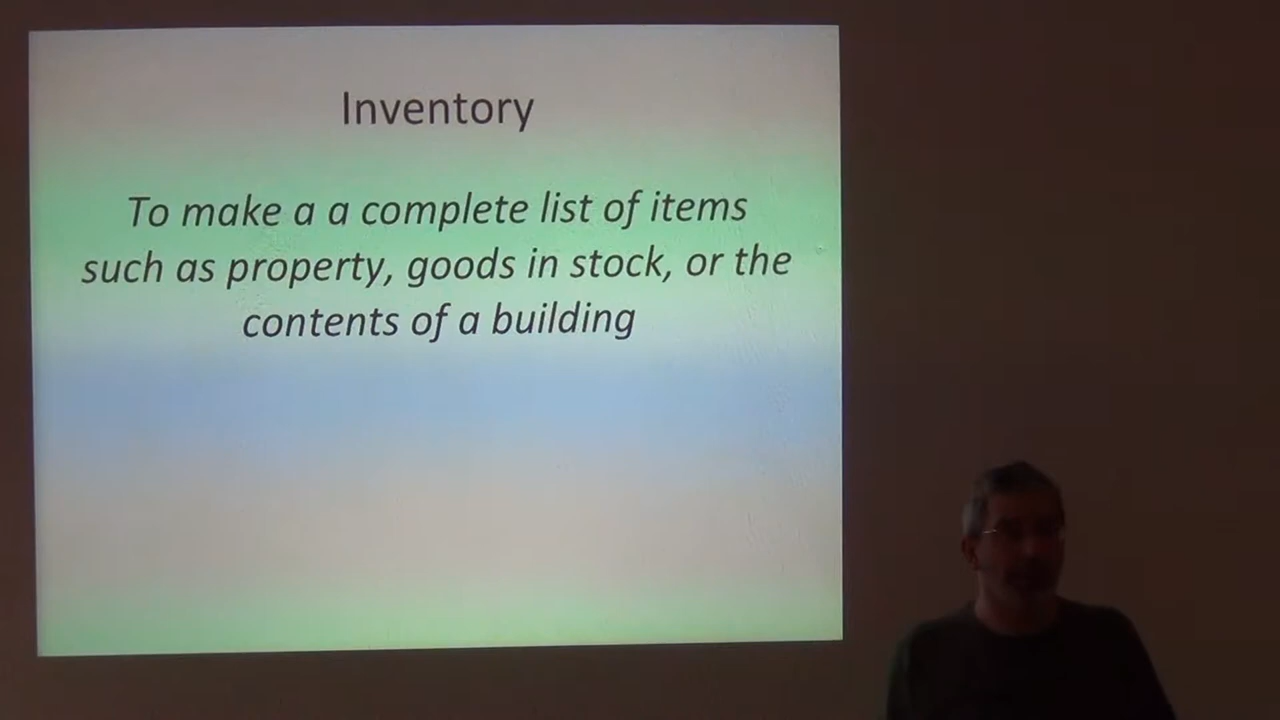 Inventory
To make a a complete list of items
such as property, goods in stock, or the
contents of a building